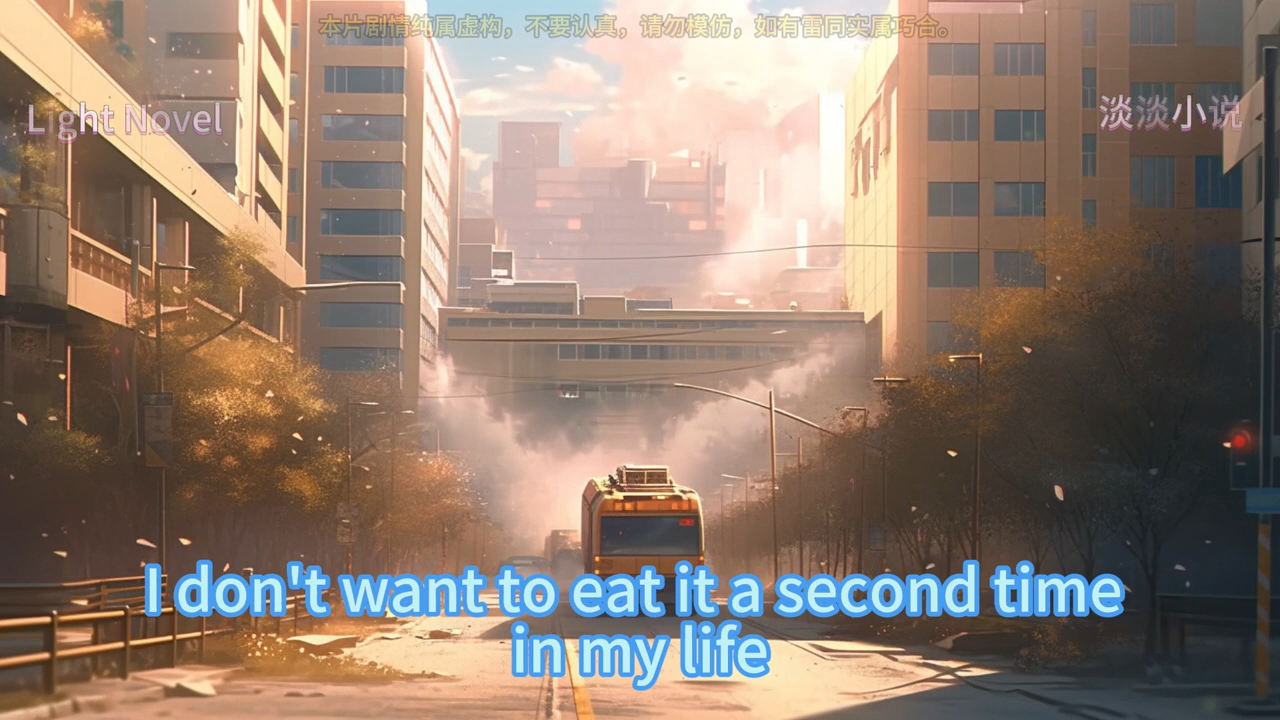 本片剧情纯属虚构，不要认真，请勿模仿，如有雷同实属巧合。
Light Novel
淡淡小说
I don't want to eat it a second time
in my life